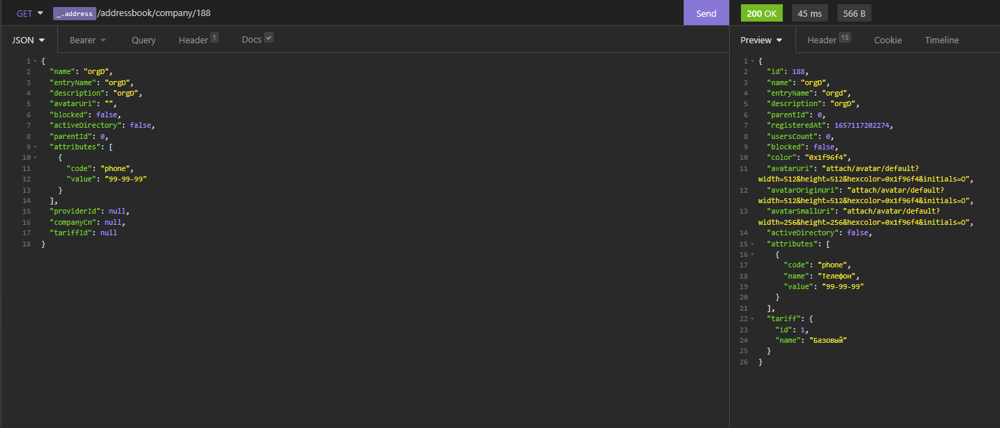 GET _.address/addressbook/company/188 Send 200 OK 45 ms 566 B
JSON Bearer Query Header 1 Docs
1 {
2 "name": "orgD",
3 "entryName": "orgD",
4 "description": "orgD",
5 "avatarUri": "",
6 "blocked": false,
7 "activeDirectory": false,
8 "parentId": 0,
9 "attributes": [
10 {
11 "code": "phone",
12 "value": "99-99-99"
13 }
14 ],
15 "providerId": null,
16 "companyCn": null,
17 "tariffId": null
18 }
Preview Header 15 Cookie Timeline
1 {
2 "id": 188,
3 "name": "orgD",
4 "entryName": "orgd",
5 "description": "orgD",
6 "parentId": 0,
7 "registeredAt": 1657117202274,
8 "usersCount": 0,
9 "blocked": false,
10 "color": "0x1f96f4",
11 "avatarUri": "attach/avatar/default?
width=512&height=512&hexcolor=0x1f96f4&initials=O",
12 "avatarOriginUri": "attach/avatar/default?
width=512&height=512&hexcolor=0x1f96f4&initials=O",
13 "avatarSmallUri": "attach/avatar/default?
width=256&height=256&hexcolor=0x1f96f4&initials=O",
14 "activeDirectory": false,
15 "attributes": [
16 {
17 "code": "phone",
18 "name": "Телефон",
19 "value": "99-99-99"
20 }
21 ],
22 "tariff": {
23 "id": 1,
24 "name": "Базовый"
25 }
26 }